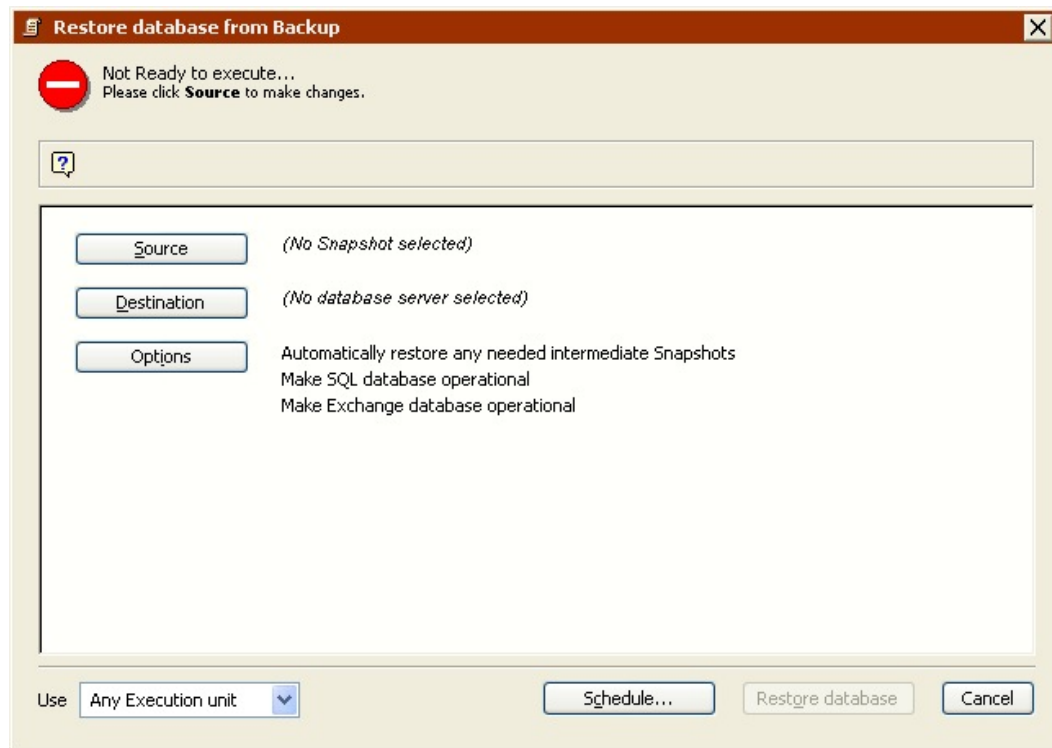 Restore database from Backup
Not Ready to execute...
Please click Source to make changes.
Source (No Snapshot selected)
Destination (No database server selected)
Options Automatically restore any needed intermediate Snapshots
Make SQL database operational
Make Exchange database operational
Use Any Execution unit Schedule... Restore database Cancel